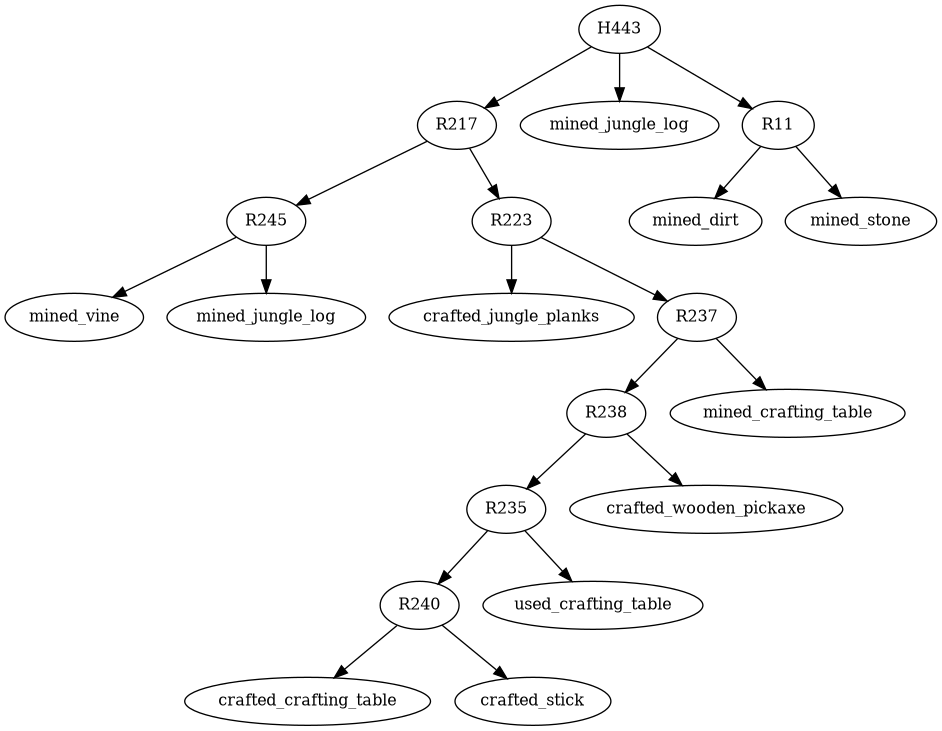 H443
R217
mined_jungle_log
R11
R245
R223
mined_dirt
mined_stone
mined_vine
mined_jungle_log
crafted_jungle_planks
R237
R238
mined_crafting_table
R235
crafted_wooden_pickaxe
R240
used_crafting_table
crafted_crafting_table
crafted_stick